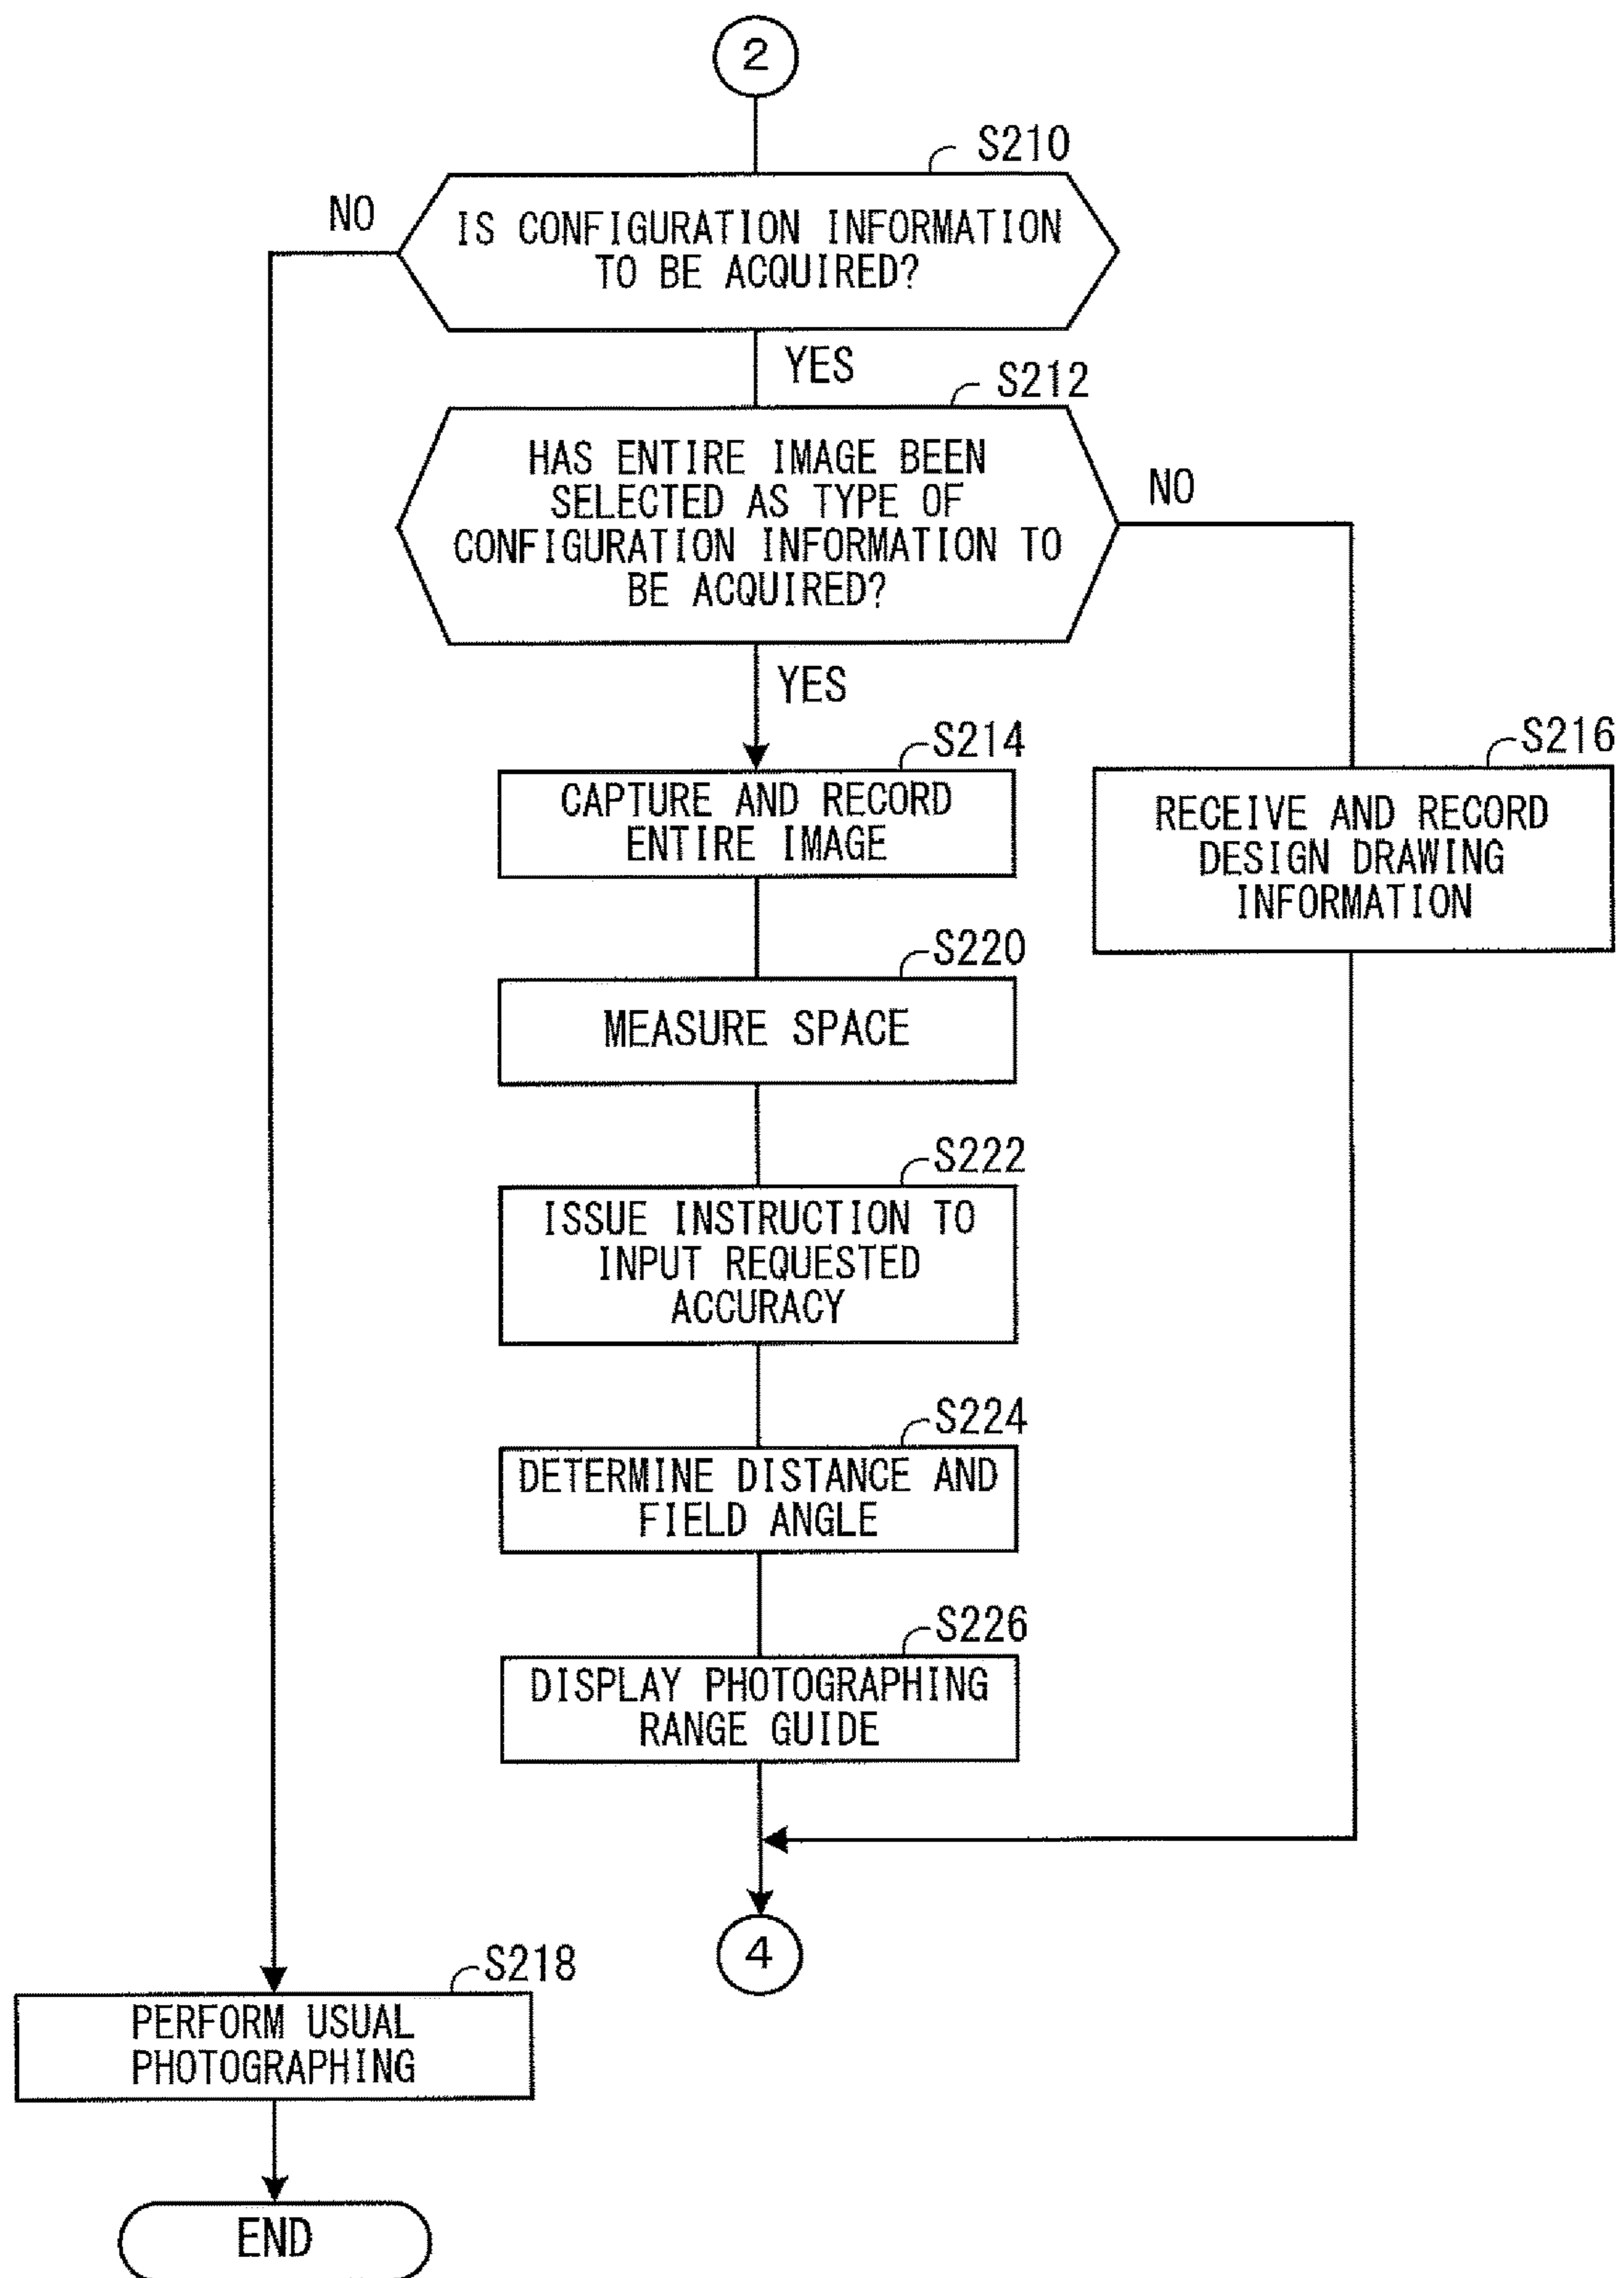 2
S210
NO
IS CONFIGURATION INFORMATION
TO BE ACQUIRED?
YES
S212
HAS ENTIRE IMAGE BEEN
SELECTED AS TYPE OF
CONFIGURATION INFORMATION TO
BE ACQUIRED?
NO
YES
S214
CAPTURE AND RECORD
ENTIRE IMAGE
S216
RECEIVE AND RECORD
DESIGN DRAWING
INFORMATION
S220
MEASURE SPACE
S222
ISSUE INSTRUCTION TO
INPUT REQUESTED
ACCURACY
S224
DETERMINE DISTANCE AND
FIELD ANGLE
S226
DISPLAY PHOTOGRAPHING
RANGE GUIDE
4
S218
PERFORM USUAL
PHOTOGRAPHING
END